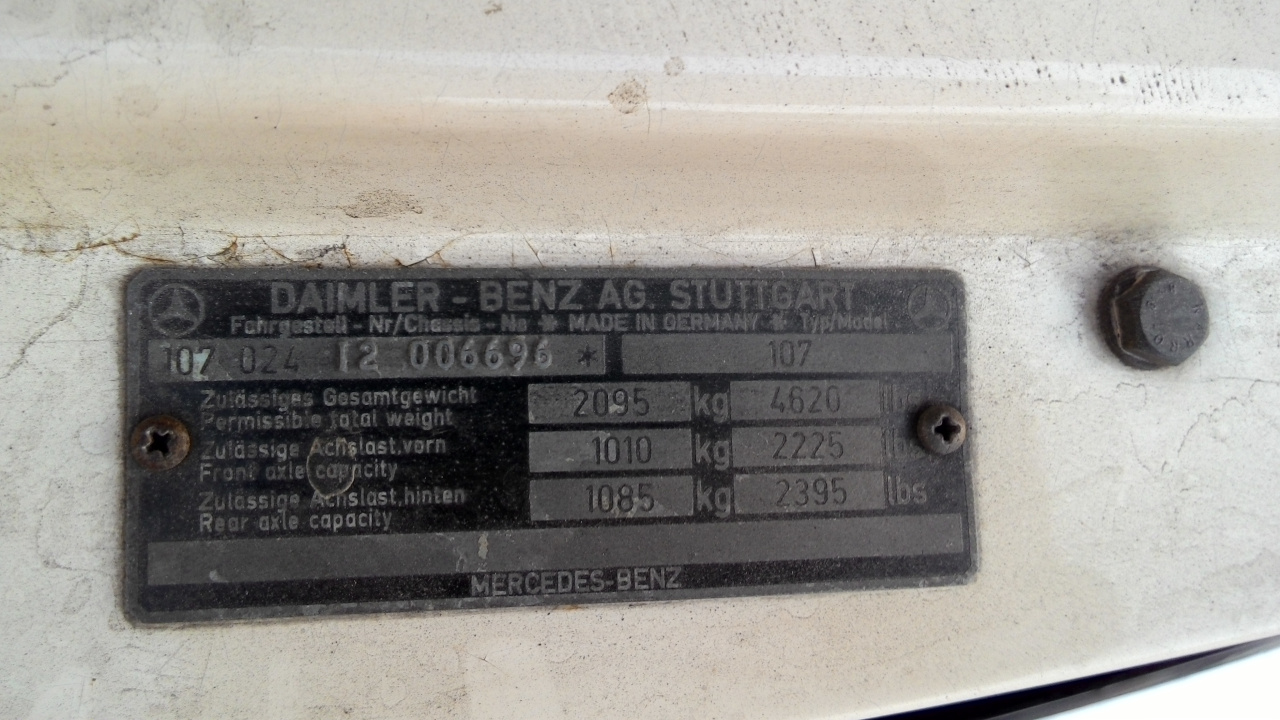 DAIMLER - BENZ AG. STUTTGART
Fahrgestell - Nr/Chassis - No * MADE IN GERMANY * Typ/Model
107 024 12 006696 * 107
Zulässiges Gesamtgewicht
Permissible total weight
2095 kg 4620 lbs
Zulässige Achslast.vorn
Front axle capacity
1010 kg 2225 lbs
Zulässige Achslast.hinten
Rear axle capacity
1085 kg 2395 lbs
MERCEDES-BENZ